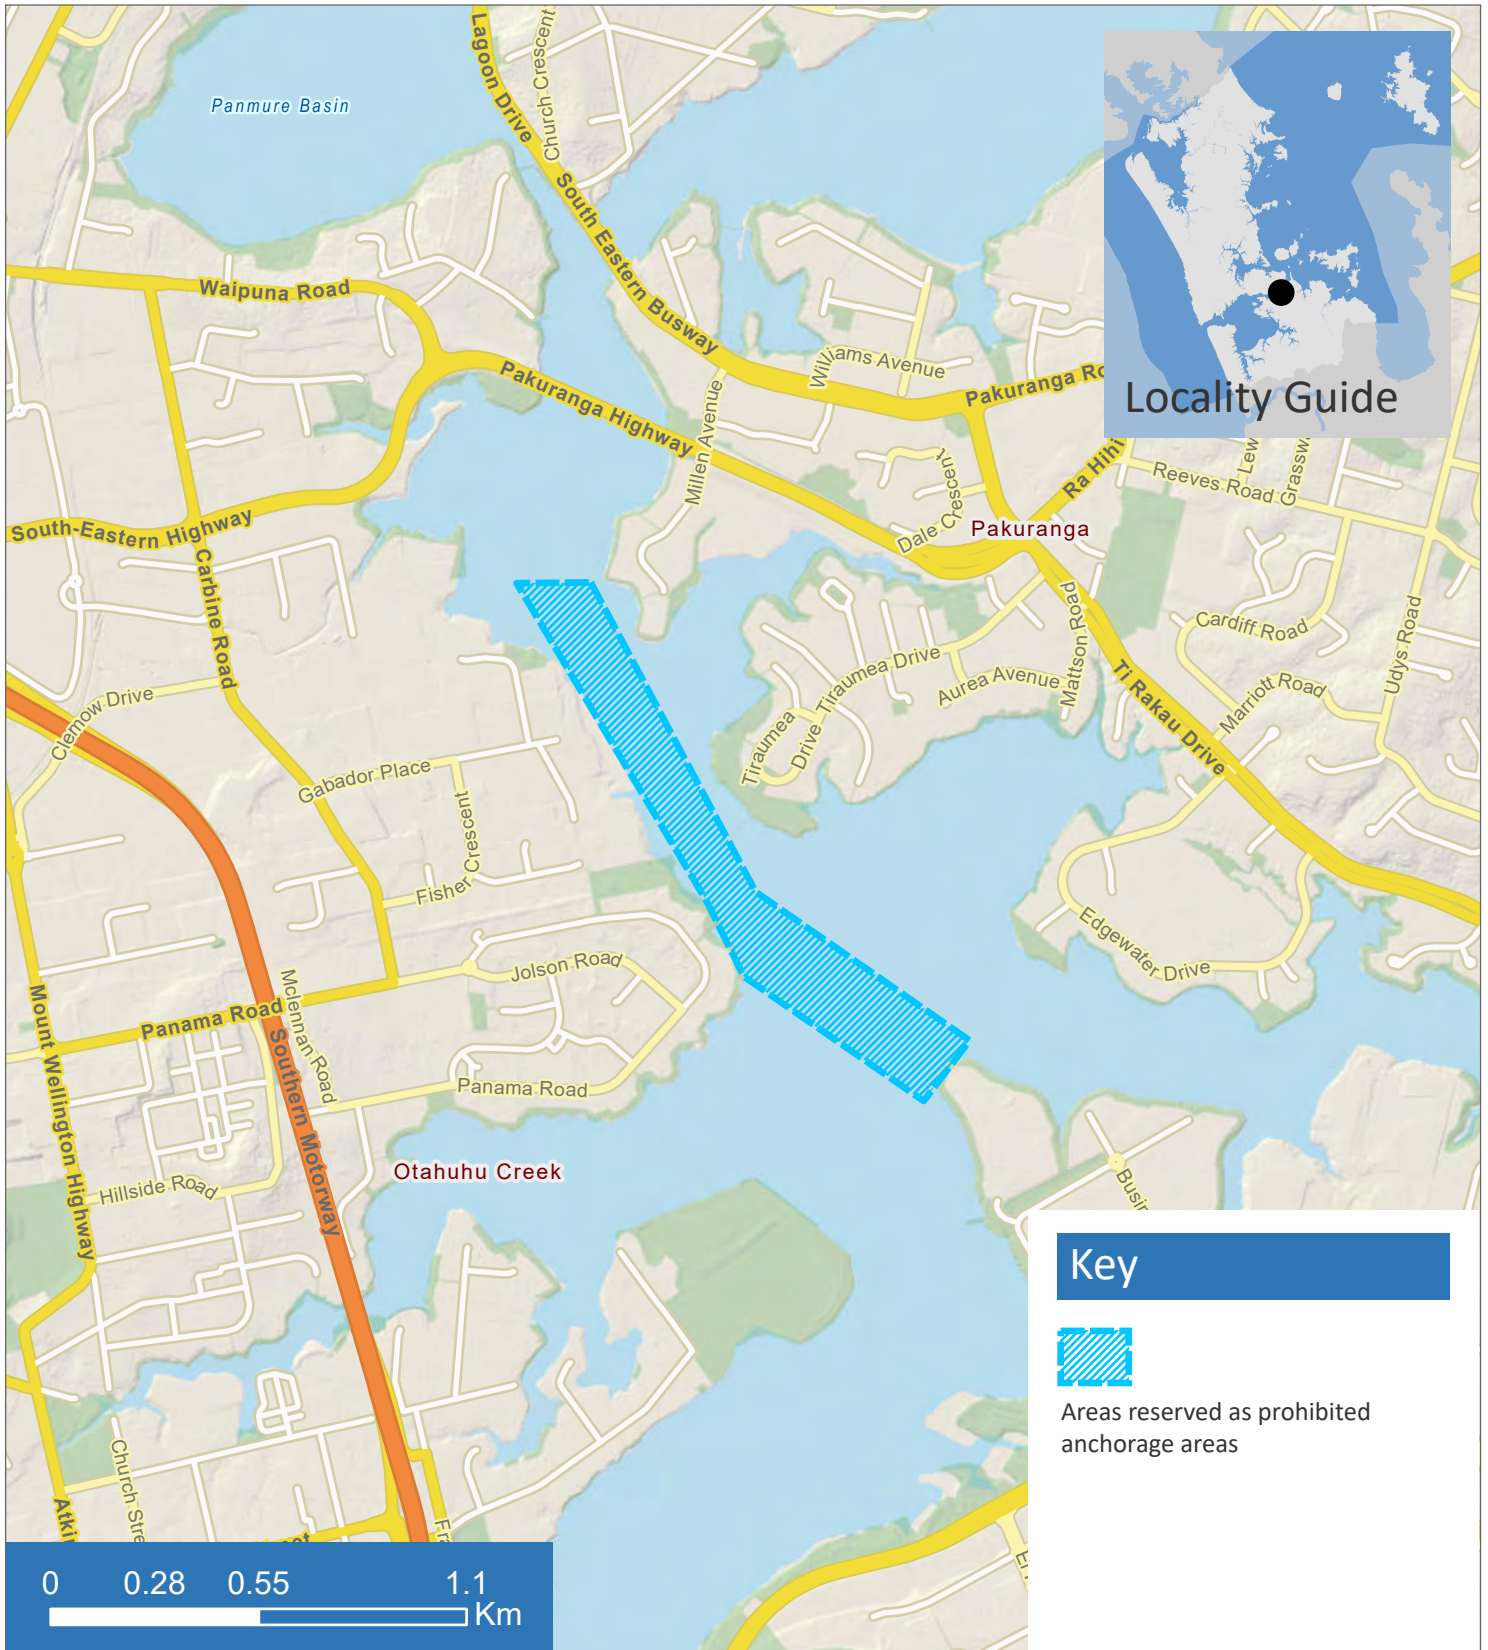 Lagoon Drive
Church Crescent
Panmure Basin
South Eastern Busway
Waipuna Road
Williams Avenue
Pakuranga Highway
Millen Avenue
Locality Guide
Ra Hihi
Reeves Road
Dale Crescent
Pakuranga
South-Eastern Highway
Carbine Road
Mattson Road
Cardiff Road
Udys Road
Tiraumea Drive
Aurea Avenue
Marriott Road
Ti Rakau Drive
Clemow Drive
Tiraumea
Drive
Gabador Place
Fisher Crescent
Edgewater Drive
Jolson Road
Mclennan Road
Panama Road
Mount Wellington Highway
Southern Motorway
Panama Road
Otahuhu Creek
Hillside Road
Key
Areas reserved as prohibited
anchorage areas
0 0.28 0.55 1.1
Km